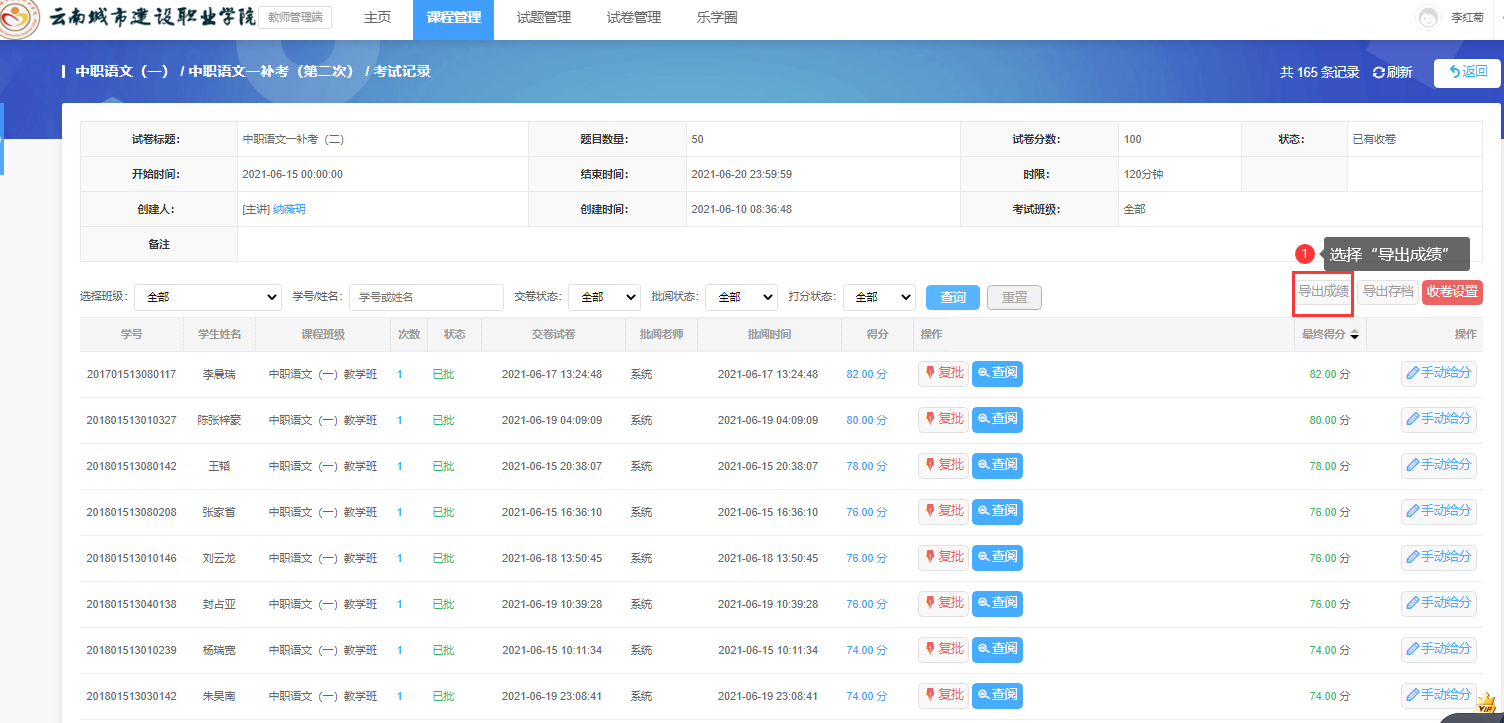 云南城市建设职业学院 教师管理端 主页 课程管理 试题管理 试卷管理 乐学圈 李红菊
中职语文（一） / 中职语文一补考（第二次） / 考试记录 共 165 条记录 刷新 返回
试卷标题: 中职语文一补考（二） 题目数量: 50 试卷分数: 100 状态: 已有收卷
开始时间: 2021-06-15 00:00:00 结束时间: 2021-06-20 23:59:59 时限: 120分钟
创建人: [主讲] 纳薇玥 创建时间: 2021-06-10 08:36:48 考试班级: 全部
备注
1 选择“导出成绩”
选择班级: 全部 学号/姓名: 学号或姓名 交卷状态: 全部 批阅状态: 全部 打分状态: 全部 查询 重置 导出成绩 导出存档 收卷设置
学号 学生姓名 课程班级 次数 状态 交卷试卷 批阅老师 批阅时间 得分 操作 最终得分 操作
201701513080117 李晨瑞 中职语文（一）教学班 1 已批 2021-06-17 13:24:48 系统 2021-06-17 13:24:48 82.00 分 复批 查阅 82.00 分 手动给分
201801513010327 陈张梓豪 中职语文（一）教学班 1 已批 2021-06-19 04:09:09 系统 2021-06-19 04:09:09 80.00 分 复批 查阅 80.00 分 手动给分
201801513080142 王韬 中职语文（一）教学班 1 已批 2021-06-15 20:38:07 系统 2021-06-15 20:38:07 78.00 分 复批 查阅 78.00 分 手动给分
201801513080208 张家省 中职语文（一）教学班 1 已批 2021-06-15 16:36:10 系统 2021-06-15 16:36:10 76.00 分 复批 查阅 76.00 分 手动给分
201801513010146 刘云龙 中职语文（一）教学班 1 已批 2021-06-18 13:50:45 系统 2021-06-18 13:50:45 76.00 分 复批 查阅 76.00 分 手动给分
201801513040138 封占亚 中职语文（一）教学班 1 已批 2021-06-19 10:39:28 系统 2021-06-19 10:39:28 76.00 分 复批 查阅 76.00 分 手动给分
201801513010239 杨瑞宽 中职语文（一）教学班 1 已批 2021-06-15 10:11:34 系统 2021-06-15 10:11:34 74.00 分 复批 查阅 74.00 分 手动给分
201801513030142 朱昊南 中职语文（一）教学班 1 已批 2021-06-19 23:08:41 系统 2021-06-19 23:08:41 74.00 分 复批 查阅 74.00 分 手动给分
VIP